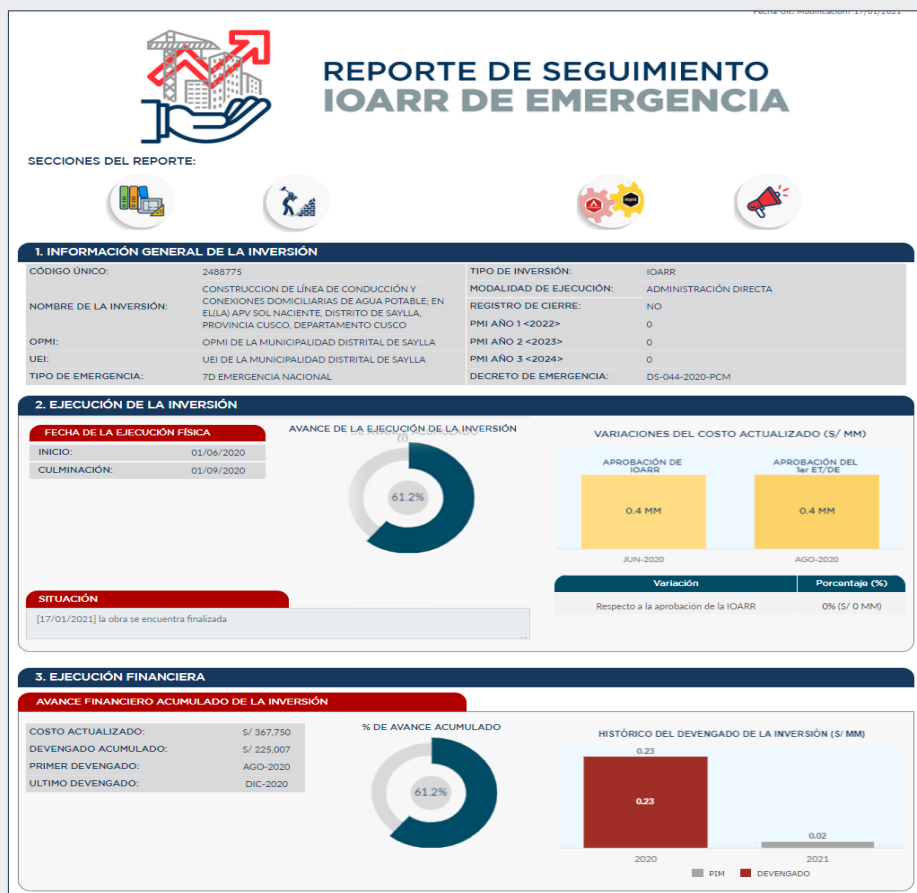 Fecha Ult. Modificación: 17/01/2021
REPORTE DE SEGUIMIENTO
IOARR DE EMERGENCIA
SECCIONES DEL REPORTE:
1. INFORMACIÓN GENERAL DE LA INVERSIÓN
CÓDIGO ÚNICO: 2488775
NOMBRE DE LA INVERSIÓN: CONSTRUCCION DE LÍNEA DE CONDUCCIÓN Y
CONEXIONES DOMICILIARIAS DE AGUA POTABLE; EN
EL(LA) APV SOL NACIENTE, DISTRITO DE SAYLLA,
PROVINCIA CUSCO, DEPARTAMENTO CUSCO
OPMI: OPMI DE LA MUNICIPALIDAD DISTRITAL DE SAYLLA
UEI: UEI DE LA MUNICIPALIDAD DISTRITAL DE SAYLLA
TIPO DE EMERGENCIA: 7D EMERGENCIA NACIONAL
TIPO DE INVERSIÓN: IOARR
MODALIDAD DE EJECUCIÓN: ADMINISTRACIÓN DIRECTA
REGISTRO DE CIERRE: NO
PMI AÑO 1 <2022> 0
PMI AÑO 2 <2023> 0
PMI AÑO 3 <2024> 0
DECRETO DE EMERGENCIA: DS-044-2020-PCM
2. EJECUCIÓN DE LA INVERSIÓN
FECHA DE LA EJECUCIÓN FÍSICA
INICIO: 01/06/2020
CULMINACIÓN: 01/09/2020
AVANCE DE LA EJECUCIÓN DE LA INVERSIÓN
(1)
61.2%
VARIACIONES DEL COSTO ACTUALIZADO (S/ MM)
APROBACIÓN DE
IOARR
APROBACIÓN DEL
1er ET/DE
0.4 MM
0.4 MM
JUN-2020
AGO-2020
Variación Porcentaje (%)
Respecto a la aprobación de la IOARR 0% (S/ 0 MM)
SITUACIÓN
[17/01/2021] la obra se encuentra finalizada
3. EJECUCIÓN FINANCIERA
AVANCE FINANCIERO ACUMULADO DE LA INVERSIÓN
COSTO ACTUALIZADO: S/ 367,750
DEVENGADO ACUMULADO: S/ 225,007
PRIMER DEVENGADO: AGO-2020
ULTIMO DEVENGADO: DIC-2020
% DE AVANCE ACUMULADO
61.2%
HISTÓRICO DEL DEVENGADO DE LA INVERSIÓN (S/ MM)
0.23
0.23
0.02
2020
2021
PIM DEVENGADO